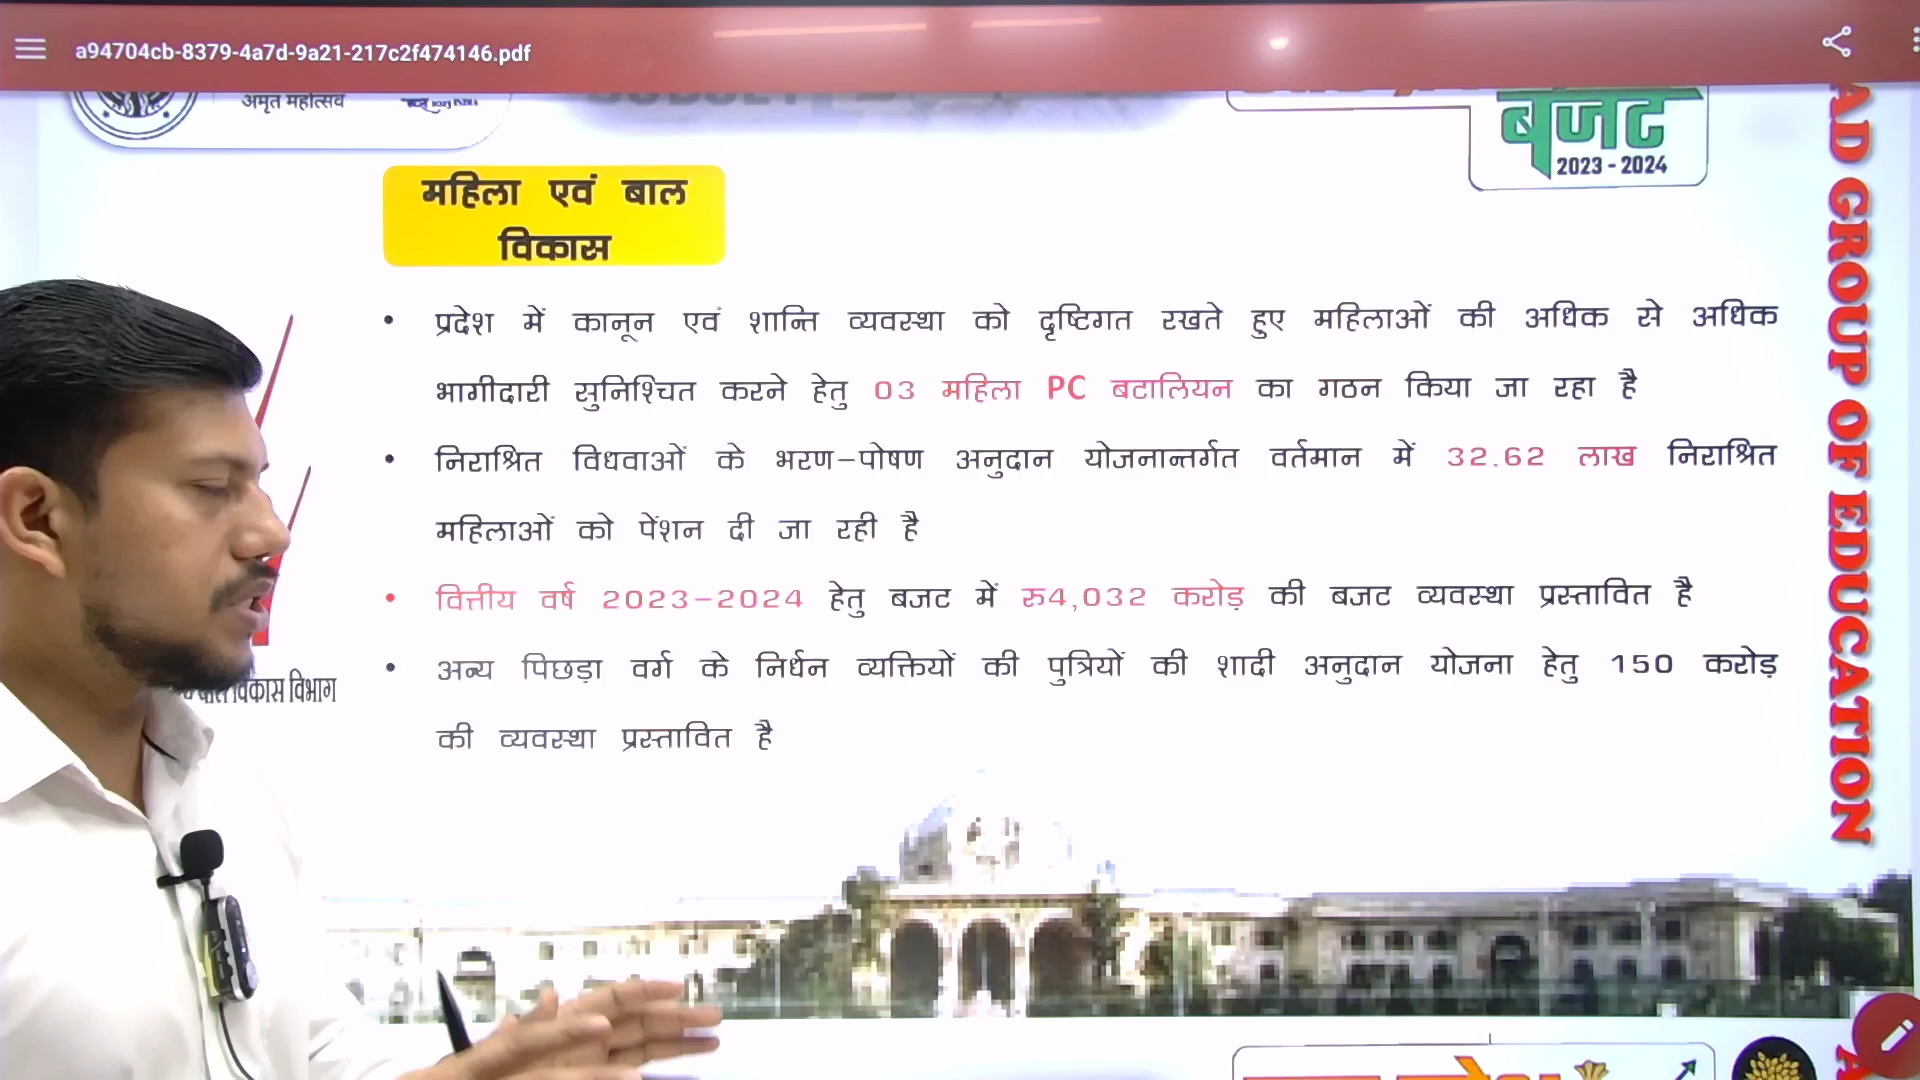 a94704cb-8379-4a7d-9a21-217c2f474146.pdf
अमृत महोत्सव
बजट
2023 - 2024
महिला एवं बाल
विकास
• प्रदेश में कानून एवं शान्ति व्यवस्था को दृष्टिगत रखते हुए महिलाओं की अधिक से अधिक
भागीदारी सुनिश्चित करने हेतु 03 महिला PC बटालियन का गठन किया जा रहा है
• निराश्रित विधवाओं के भरण-पोषण अनुदान योजनान्तर्गत वर्तमान में 32.62 लाख निराश्रित
महिलाओं को पेंशन दी जा रही है
• वित्तीय वर्ष 2023-2024 हेतु बजट में रु4,032 करोड़ की बजट व्यवस्था प्रस्तावित है
• अन्य पिछड़ा वर्ग के निर्धन व्यक्तियों की पुत्रियों की शादी अनुदान योजना हेतु 150 करोड़
की व्यवस्था प्रस्तावित है
विकास विभाग
AD GROUP OF EDUCATION